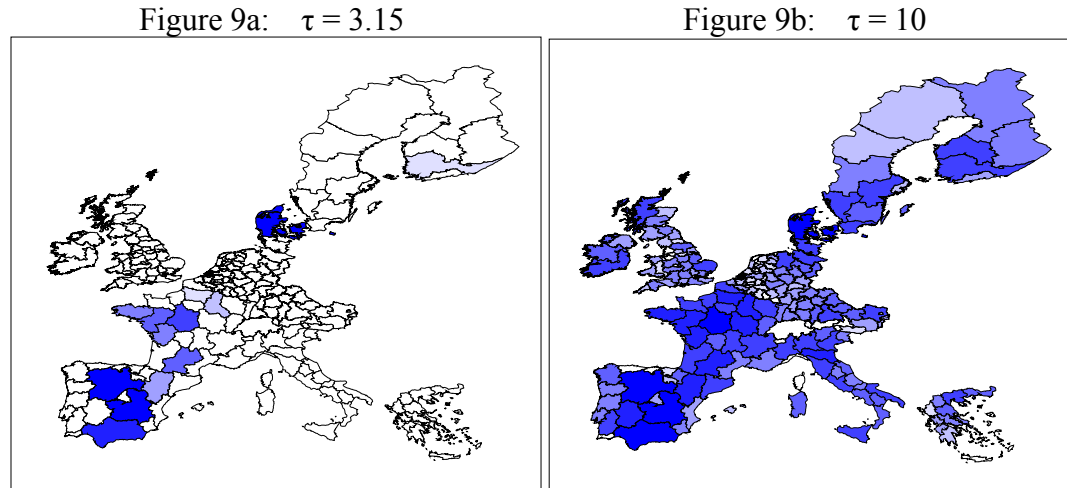 Figure 9a: τ = 3.15
Figure 9b: τ = 10